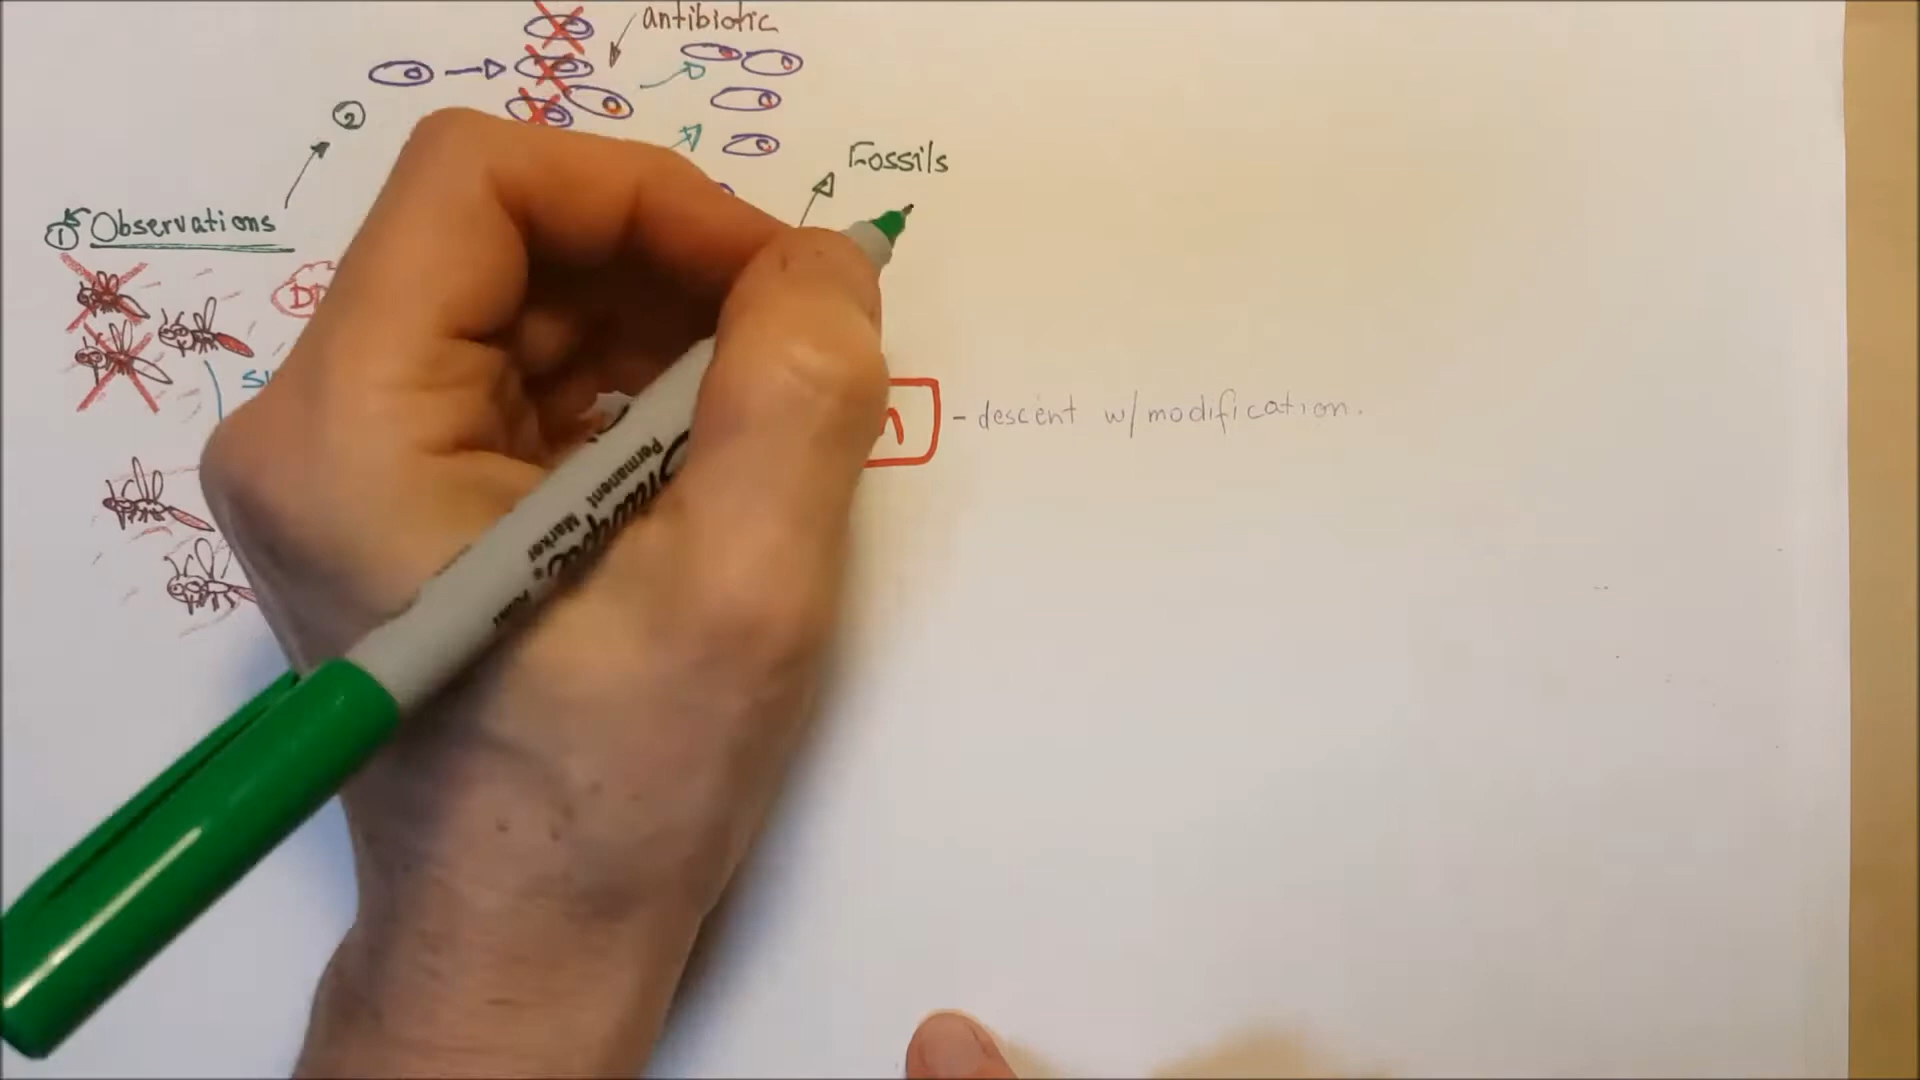 antibiotic
2
Fossils
1 Observations
- descent w/ modification.
Sharpie.
Permanent
Marker